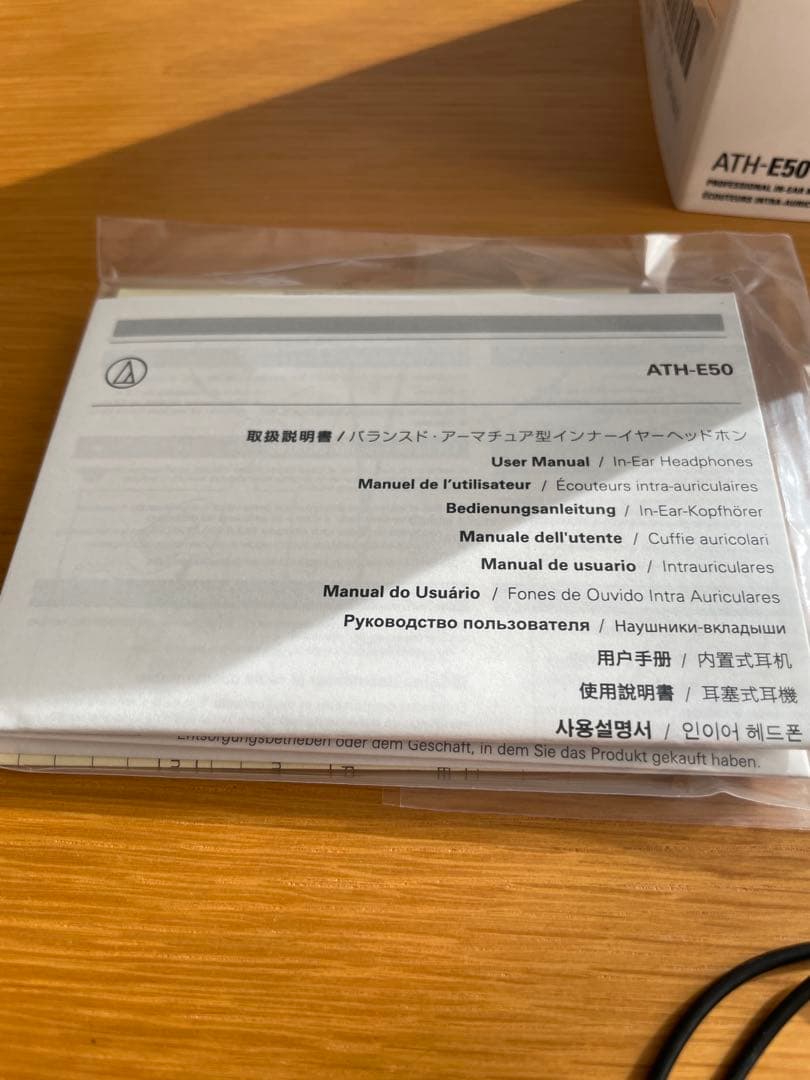 ATH-E50
PROFESSIONAL IN-EAR
ÉCOUTEURS INTRA-AURIC
ATH-E50
取扱説明書 / バランスド・アーマチュア型インナーイヤーヘッドホン
User Manual / In-Ear Headphones
Manuel de l'utilisateur / Écouteurs intra-auriculaires
Bedienungsanleitung / In-Ear-Kopfhörer
Manuale dell'utente / Cuffie auricolari
Manual de usuario / Intrauriculares
Manual do Usuário / Fones de Ouvido Intra Auriculares
Руководство пользователя / Наушники-вкладыши
用户手册 / 内置式耳机
使用說明書 / 耳塞式耳機
사용설명서 / 인이어 헤드폰
Entsorgungsbetrieben oder dem Geschäft, in dem Sie das Produkt gekauft haben.